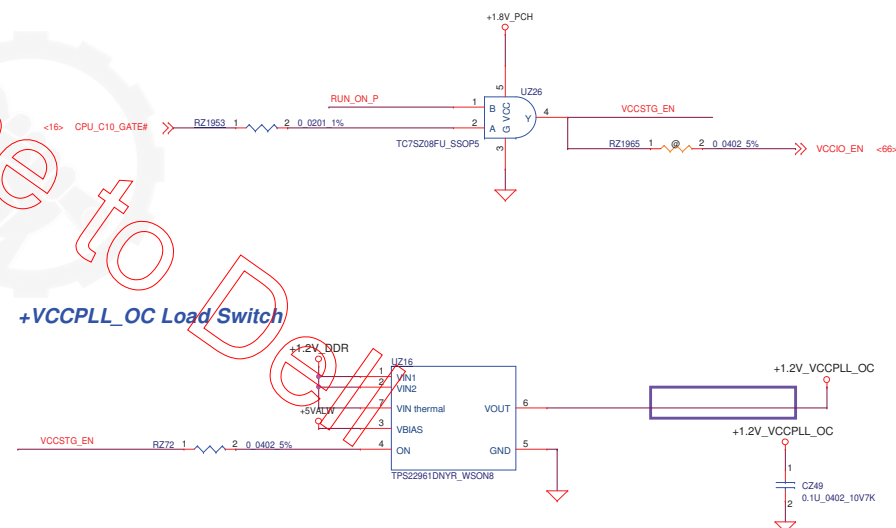 +1.8V_PCH
UZ26
RUN_ON_P 1 B VCC 5
<16> CPU_C10_GATE# RZ1953 1 2 0_0201_1% 2 A G Y 4 VCCSTG_EN
3
TC7SZ08FU_SSOP5
RZ1965 1 @ 2 0_0402_5% VCCIO_EN <66>
e to Dell
+VCCPLL_OC Load Switch
+1.2V_DDR
UZ16
+1.2V_VCCPLL_OC
1 VIN1
2 VIN2
7 VIN thermal VOUT 6
+5VALW
3 VBIAS
+1.2V_VCCPLL_OC
VCCSTG_EN RZ72 1 2 0_0402_5% 4 ON GND 5
TPS22961DNYR_WSON8
1
CZ49
0.1U_0402_10V7K
2